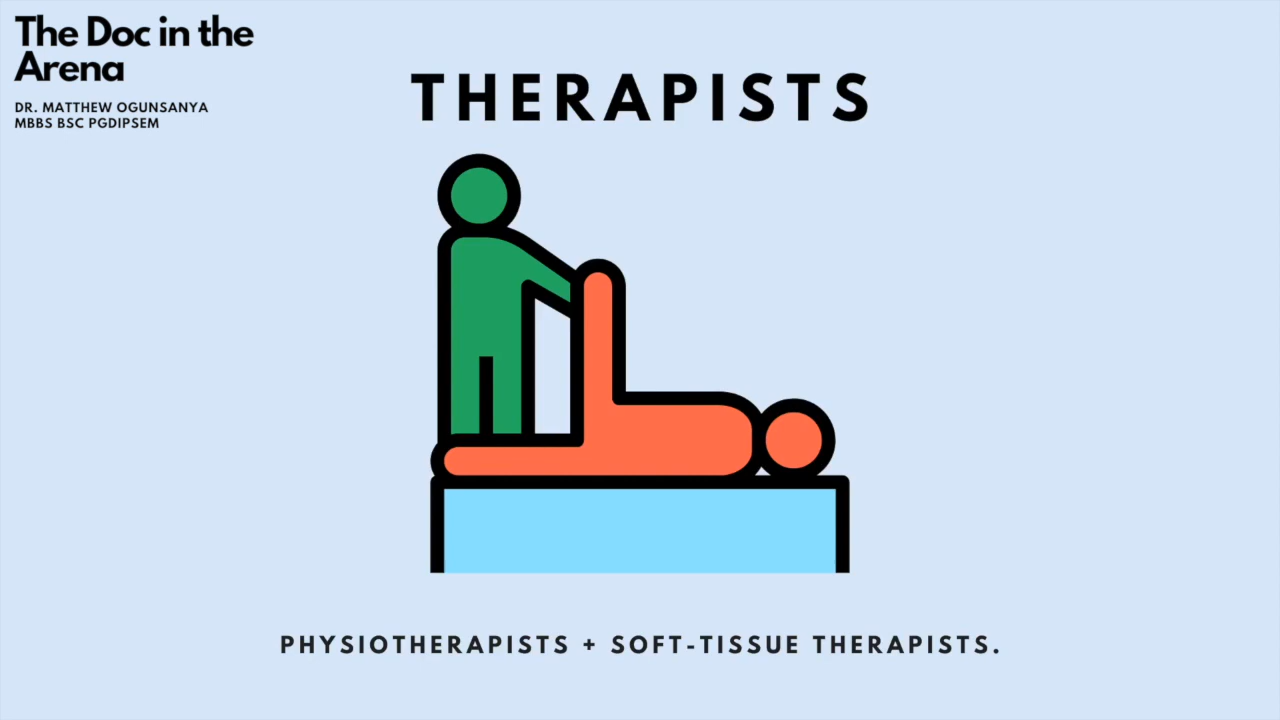 The Doc in the
Arena
DR. MATTHEW OGUNSANYA
MBBS BSC PGDIPSEM
THERAPISTS
PHYSIOTHERAPISTS + SOFT-TISSUE THERAPISTS.